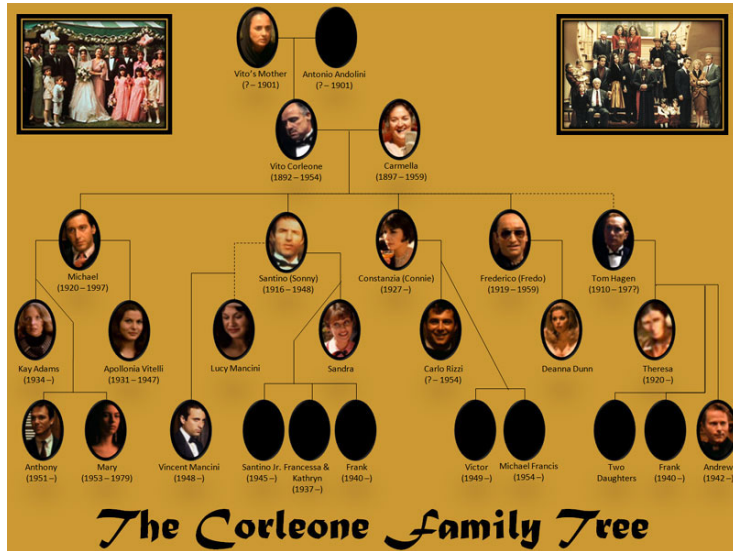 Vito's Mother
(? – 1901)
Antonio Andolini
(? – 1901)
Vito Corleone
(1892 – 1954)
Carmella
(1897 – 1959)
Michael
(1920 – 1997)
Santino (Sonny)
(1916 – 1948)
Constanzia (Connie)
(1927 –)
Frederico (Fredo)
(1919 – 1959)
Tom Hagen
(1910 – 197?)
Kay Adams
(1934 –)
Apollonia Vitelli
(1931 – 1947)
Lucy Mancini
Sandra
Carlo Rizzi
(? – 1954)
Deanna Dunn
Theresa
(1920 –)
Anthony
(1951 –)
Mary
(1953 – 1979)
Vincent Mancini
(1948 –)
Santino Jr.
(1945 –)
Francessa &
Kathryn
(1937 –)
Frank
(1940 –)
Victor
(1949 –)
Michael Francis
(1954 –)
Two
Daughters
Frank
(1940 –)
Andrew
(1942 –)
The Corleone Family Tree